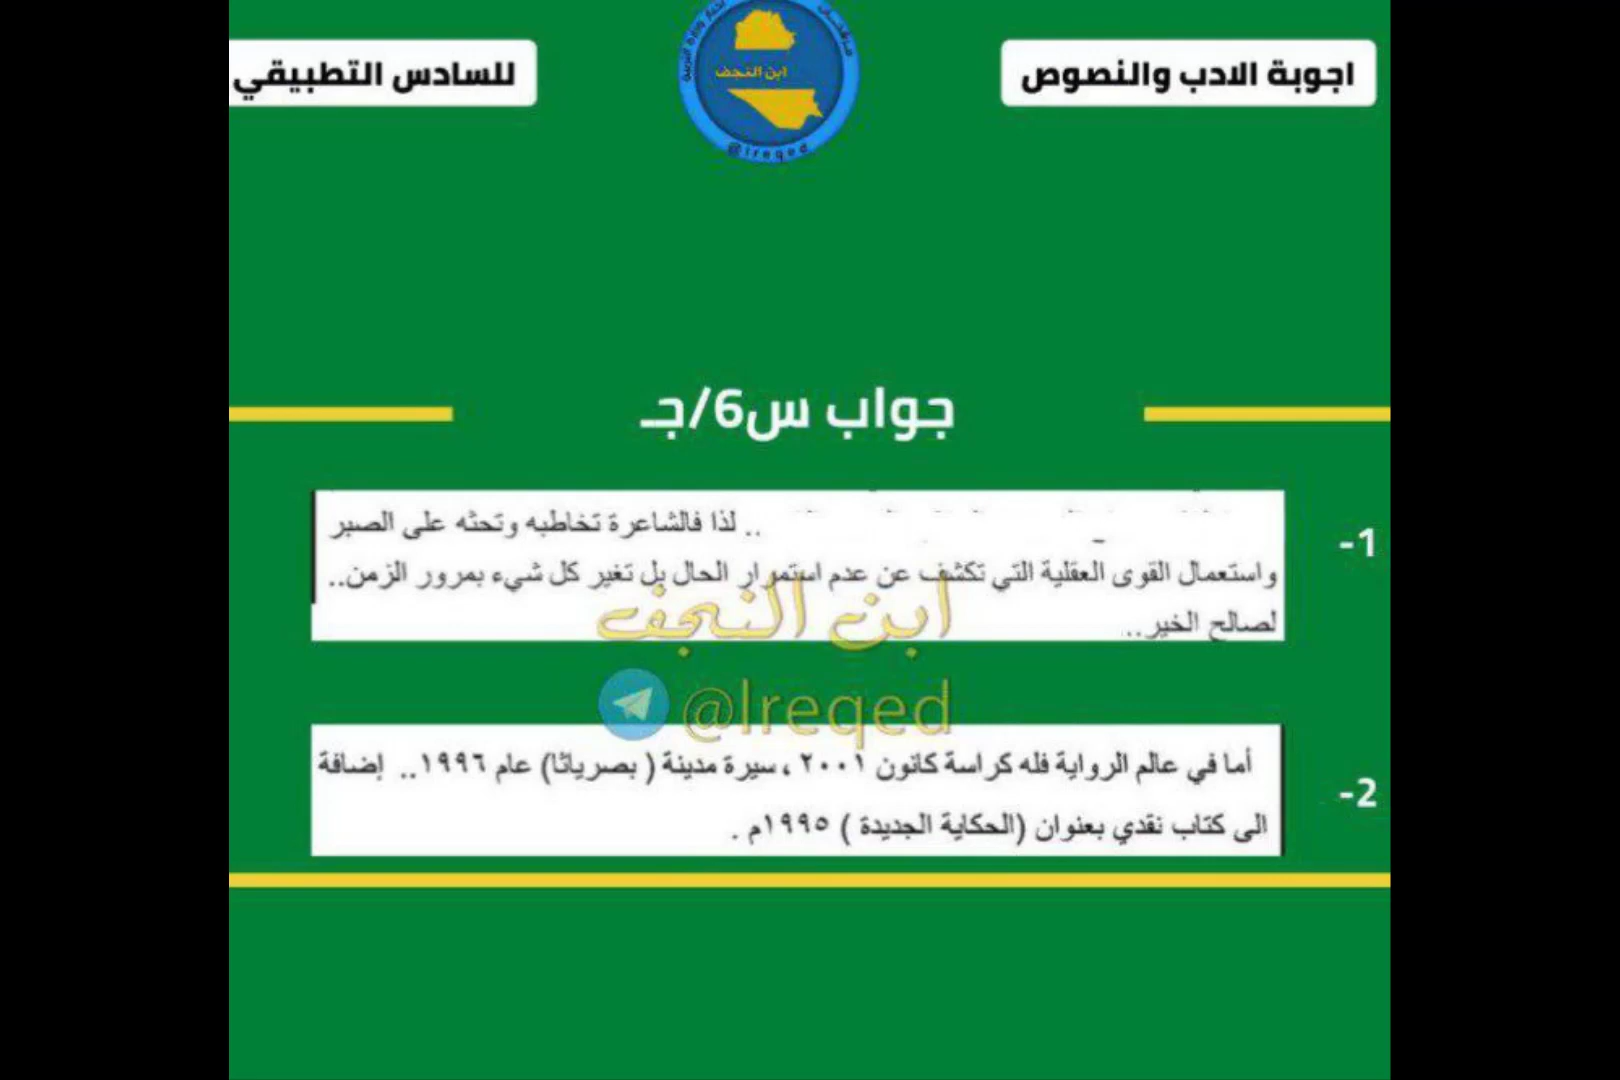 اجوبة الادب والنصوص
للسادس التطبيقي
ابن النجف
@Ireqed
جواب س6/جـ
1-
.. لذا فالشاعرة تخاطبه وتحثه على الصبر
واستعمال القوى العقلية التي تكشف عن عدم استمرار الحال بل تغير كل شيء بمرور الزمن..
لصالح الخير..
ابن النجف
@Ireqed
2-
أما في عالم الرواية فله كراسة كانون ٢٠٠١ ، سيرة مدينة ( بصرياثا) عام ١٩٩٦.. إضافة
الى كتاب نقدي بعنوان (الحكاية الجديدة ) ١٩٩٥م .